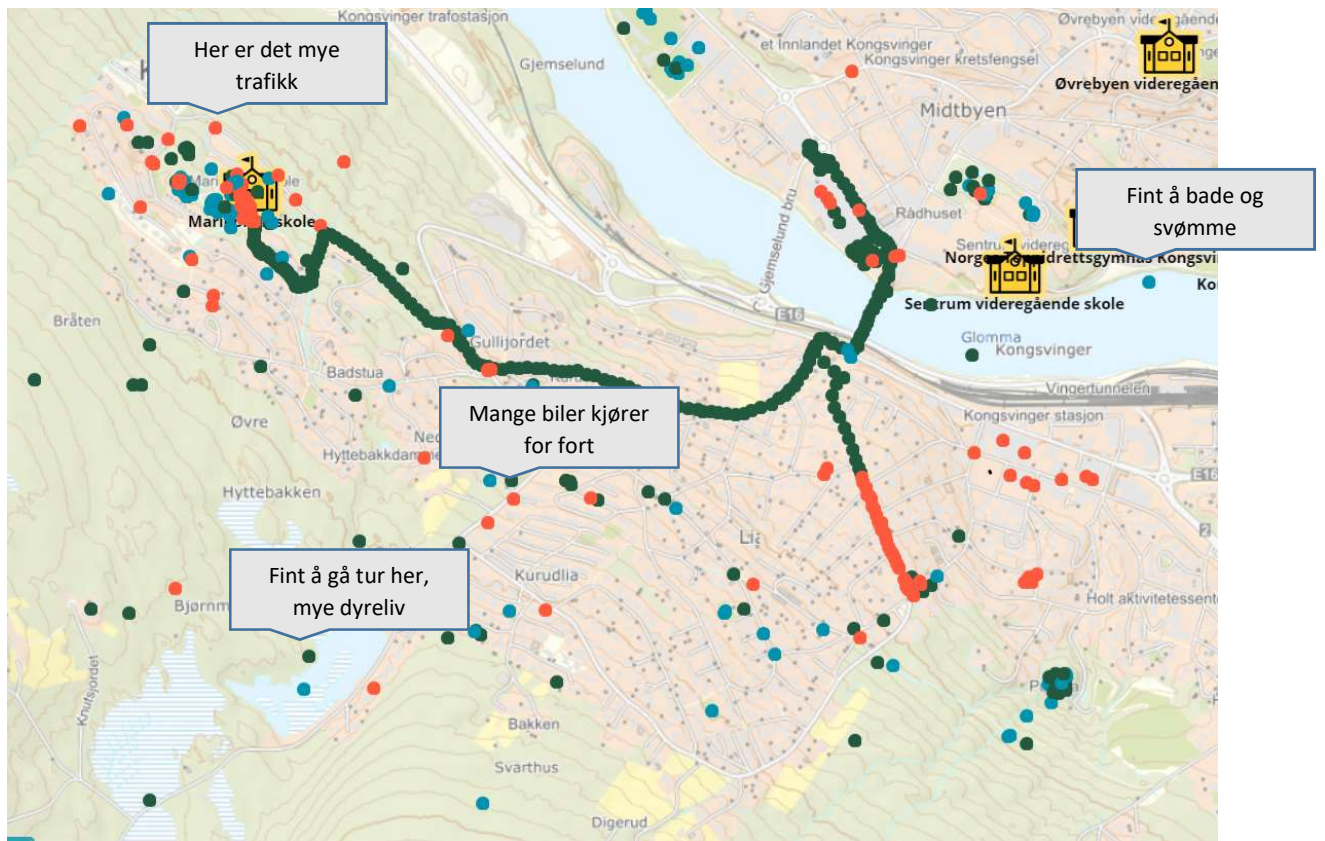 Kongsvinger trafostasjon
Øvrebyen videregående
Her er det mye
trafikk
Gjemselund
et Innlandet Kongsvinger
Kongsvinger kretsfengsel
Øvrebyen videregåen
Midtbyen
Fint å bade og
svømme
Rådhuset
skole
Gjemselund bru
Sentrum videregående skole
E16
Glomma
Kongsvinger
Bråten
Gullijordet
Badstua
Vingertunnelen
Kongsvinger stasjon
Mange biler kjører
for fort
Øvre
Hyttebakkdammen
E16
Hyttebakken
2
Fint å gå tur her,
mye dyreliv
Kurudlia
Holt aktivitetssent
Knutsjordet
Bakken
Svarthus
Digerud